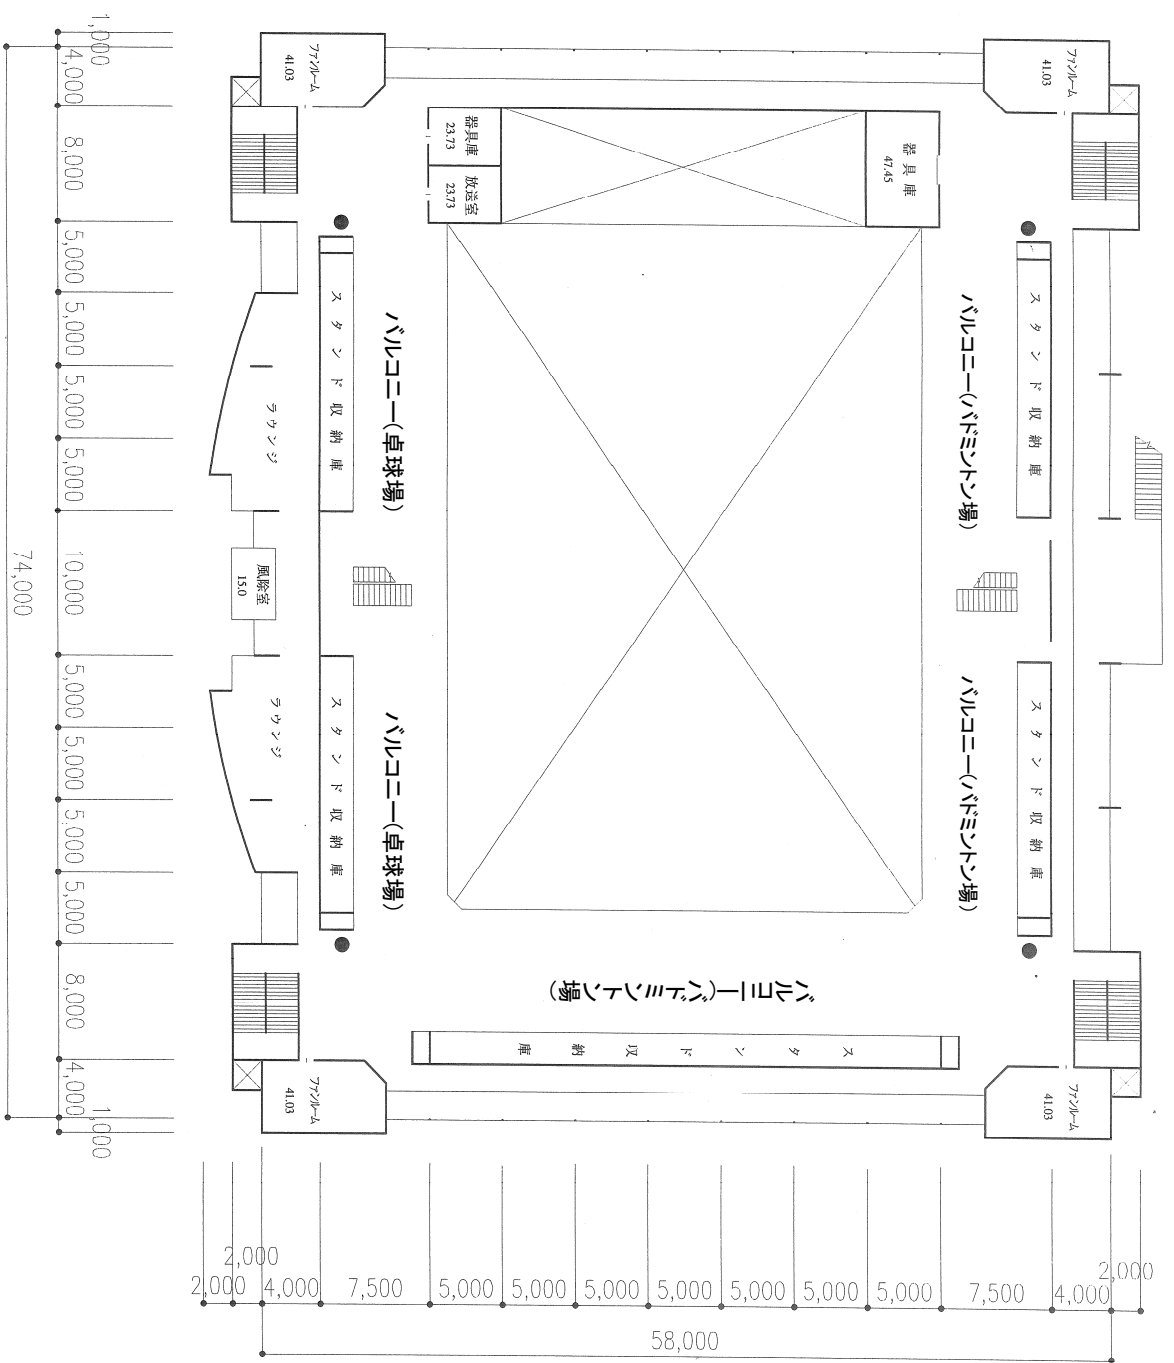 ファンルーム
41.03
ファンルーム
41.03
器具庫
23.73
放送室
23.73
器具庫
47.45
スタンド収納庫
バルコニー(卓球場)
バルコニー(バドミントン場)
スタンド収納庫
ラウンジ
風除室
15.0
ラウンジ
スタンド収納庫
バルコニー(卓球場)
バルコニー(バドミントン場)
スタンド収納庫
バルコニー(バドミントン場)
スタンド収納庫
ファンルーム
41.03
ファンルーム
41.03
1,000
4,000
8,000
5,000
5,000
5,000
5,000
10,000
5,000
5,000
5,000
5,000
8,000
4,000
1,000
74,000
2,000
2,000
4,000
7,500
5,000
5,000
5,000
5,000
5,000
5,000
5,000
7,500
4,000
2,000
58,000